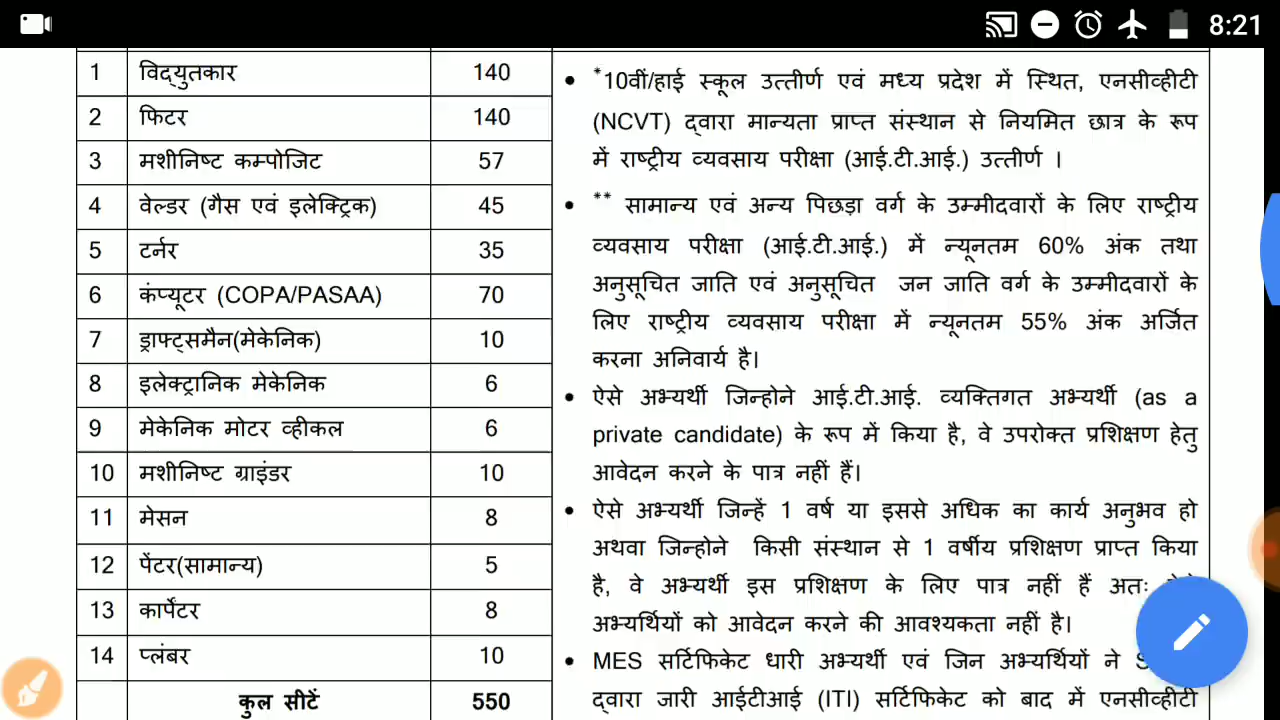 8:21
1 विद्युतकार 140
2 फिटर 140
3 मशीनिष्ट कम्पोजिट 57
4 वेल्डर (गैस एवं इलेक्ट्रिक) 45
5 टर्नर 35
6 कंप्यूटर (COPA/PASAA) 70
7 ड्राफ्ट्समैन(मेकेनिक) 10
8 इलेक्ट्रानिक मेकेनिक 6
9 मेकेनिक मोटर व्हीकल 6
10 मशीनिष्ट ग्राइंडर 10
11 मेसन 8
12 पेंटर(सामान्य) 5
13 कार्पेंटर 8
14 प्लंबर 10
कुल सीटें 550
• *10वीं/हाई स्कूल उत्तीर्ण एवं मध्य प्रदेश में स्थित, एनसीव्हीटी
(NCVT) द्वारा मान्यता प्राप्त संस्थान से नियमित छात्र के रूप
में राष्ट्रीय व्यवसाय परीक्षा (आई.टी.आई.) उत्तीर्ण ।
• ** सामान्य एवं अन्य पिछड़ा वर्ग के उम्मीदवारों के लिए राष्ट्रीय
व्यवसाय परीक्षा (आई.टी.आई.) में न्यूनतम 60% अंक तथा
अनुसूचित जाति एवं अनुसूचित जन जाति वर्ग के उम्मीदवारों के
लिए राष्ट्रीय व्यवसाय परीक्षा में न्यूनतम 55% अंक अर्जित
करना अनिवार्य है।
• ऐसे अभ्यर्थी जिन्होने आई.टी.आई. व्यक्तिगत अभ्यर्थी (as a
private candidate) के रूप में किया है, वे उपरोक्त प्रशिक्षण हेतु
आवेदन करने के पात्र नहीं हैं।
• ऐसे अभ्यर्थी जिन्हें 1 वर्ष या इससे अधिक का कार्य अनुभव हो
अथवा जिन्होने किसी संस्थान से 1 वर्षीय प्रशिक्षण प्राप्त किया
है, वे अभ्यर्थी इस प्रशिक्षण के लिए पात्र नहीं हैं अतः
अभ्यर्थियों को आवेदन करने की आवश्यकता नहीं है।
• MES सर्टिफिकेट धारी अभ्यर्थी एवं जिन अभ्यर्थियों ने
द्वारा जारी आईटीआई (ITI) सर्टिफिकेट को बाद में एनसीव्हीटी